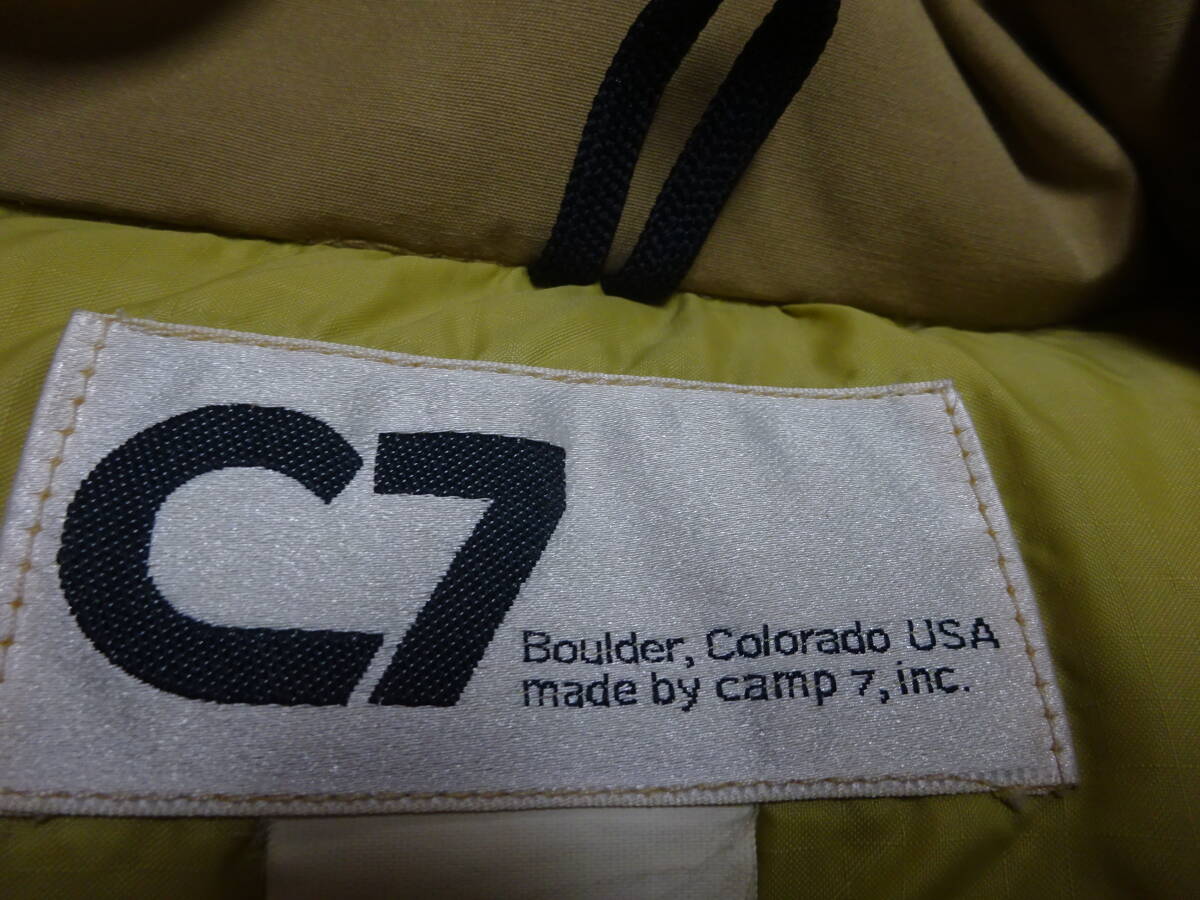 C7
Boulder, Colorado USA
made by camp 7, inc.